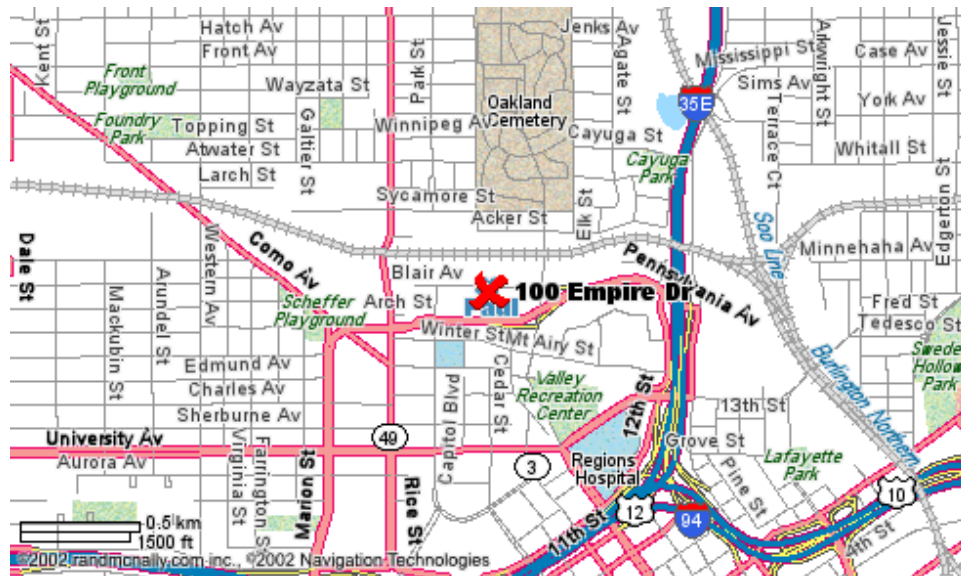 Kent St
Hatch Av
Front Av
Park St
Jenks Av
Agate St
Mississippi St
Arkwright St
Case Av
Jessie St
Front
Playground
Wayzata St
Sims Av
35E
York Av
Foundry
Park
Topping St
Galtier St
Winnipeg Av
Oakland
Cemetery
Cayuga St
Terrace Ct
Atwater St
Whitall St
Larch St
Cayuga
Park
Sycamore St
Acker St
Elk St
Edgerton St
Dale St
Western Av
Como Av
Soo Line
Minnehaha Av
Pennsylvania Av
Blair Av
Mackubin St
Arundel St
Scheffer
Playground
Arch St
Paul
100 Empire Dr
Fred St
Tedesco St
Winter St
Mt Airy St
Swede
Hollow
Park
Edmund Av
Charles Av
Sherburne Av
Capitol Blvd
Cedar St
Valley
Recreation
Center
12th St
13th St
Burlington Northern
University Av
49
Grove St
Aurora Av
Virginia St
Farrington S
Marion St
Rice St
3
Regions
Hospital
Pine St
Lafayette
Park
10
12
94
11th St
4th St
0.5 km
1500 ft
©2002 randmcnally.com inc., ©2002 Navigation Technologies